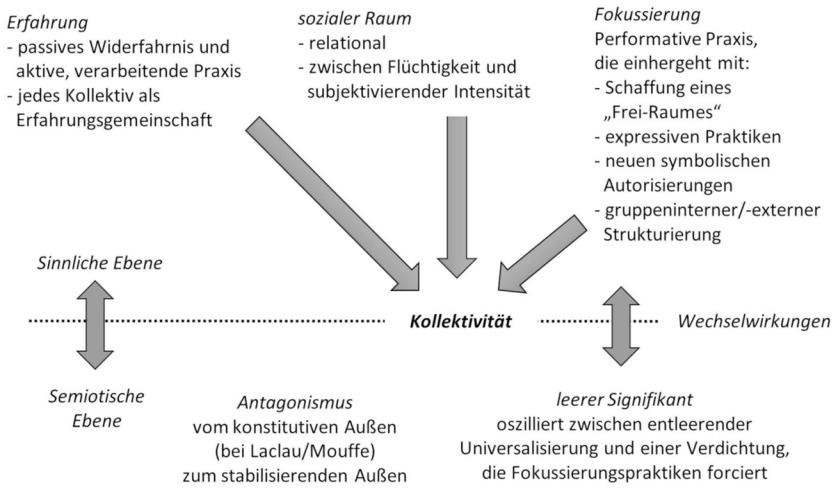 Erfahrung
- passives Widerfahrnis und
aktive, verarbeitende Praxis
- jedes Kollektiv als
Erfahrungsgemeinschaft
sozialer Raum
- relational
- zwischen Flüchtigkeit und
subjektivierender Intensität
Fokussierung
Performative Praxis,
die einhergeht mit:
- Schaffung eines
„Frei-Raumes“
- expressiven Praktiken
- neuen symbolischen
Autorisierungen
- gruppeninterner/-externer
Strukturierung
Sinnliche Ebene
Kollektivität
Wechselwirkungen
Semiotische
Ebene
Antagonismus
vom konstitutiven Außen
(bei Laclau/Mouffe)
zum stabilisierenden Außen
leerer Signifikant
oszilliert zwischen entleerender
Universalisierung und einer Verdichtung,
die Fokussierungspraktiken forciert